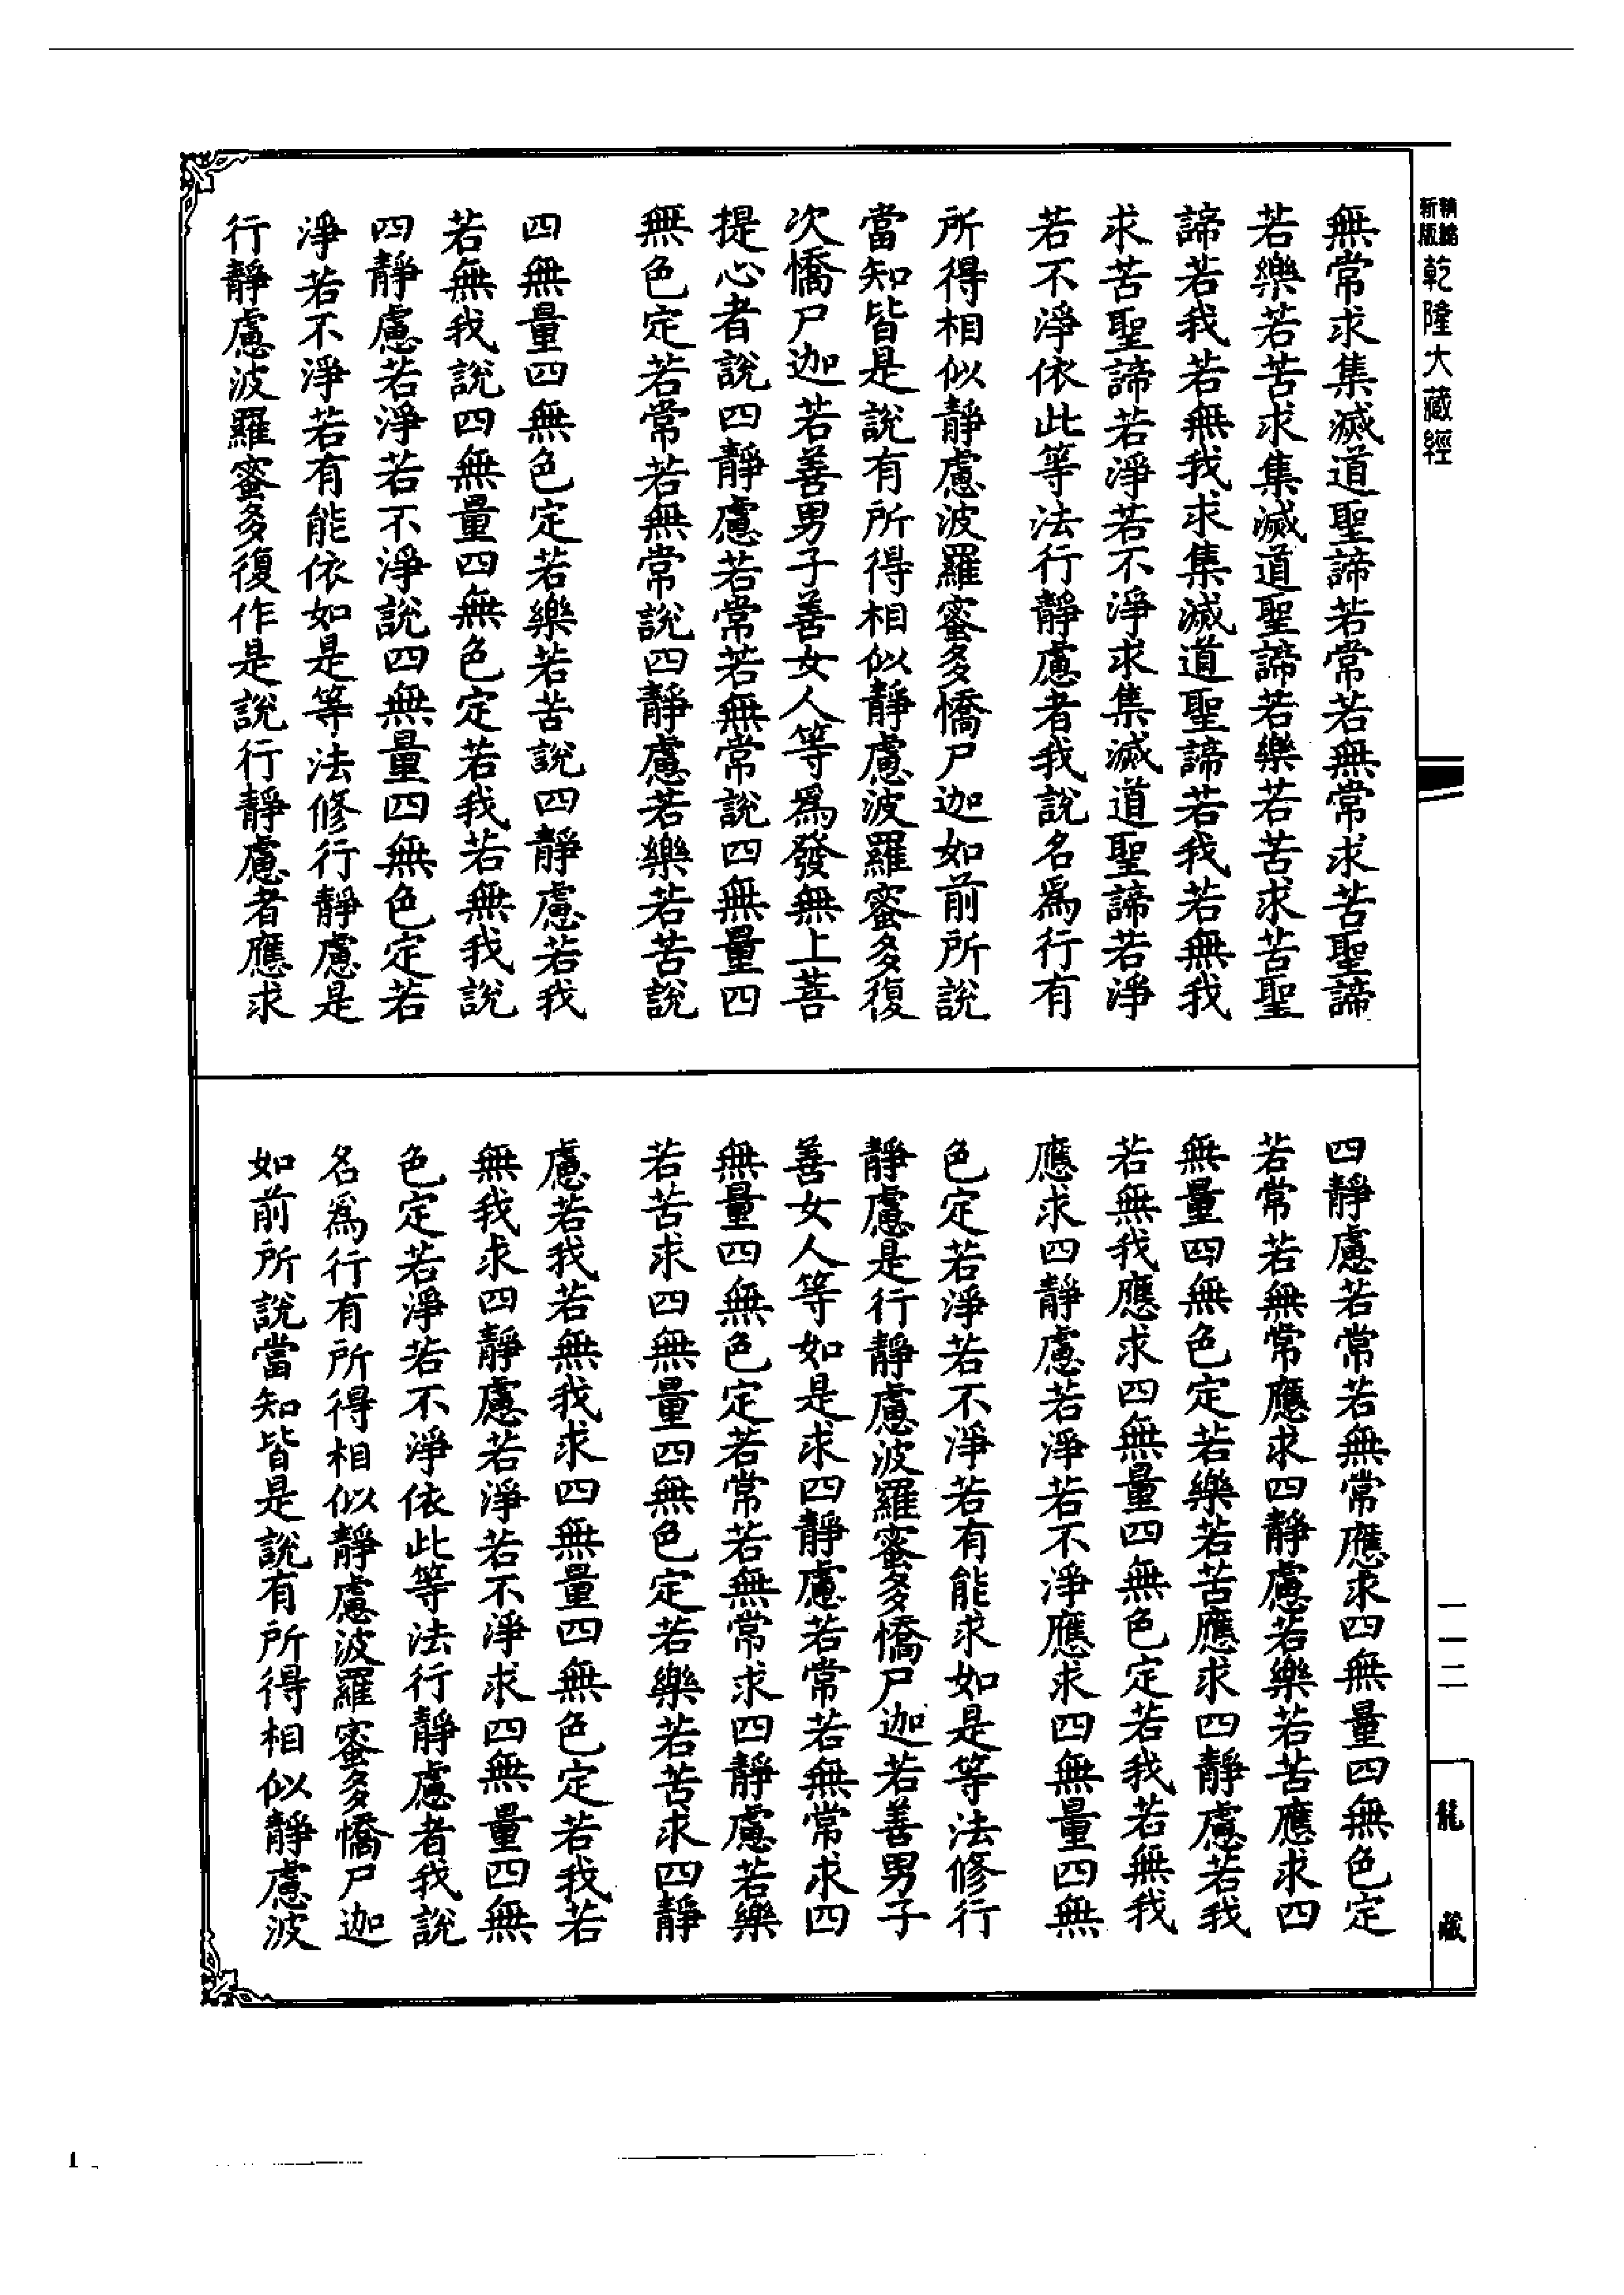 精編
新版
乾隆大藏經
無常求集滅道聖諦若常若無常求苦聖諦
若樂若苦求集滅道聖諦若樂若苦求苦聖
諦若我若無我求集滅道聖諦若我若無我
求苦聖諦若淨若不淨求集滅道聖諦若淨
若不淨依此等法行靜慮者我說名爲行有
所得相似靜慮波羅蜜多憍尸迦如前所說
當知皆是說有所得相似靜慮波羅蜜多復
次憍尸迦若善男子善女人等爲發無上菩
提心者說四靜慮若常若無常說四無量四
無色定若常若無常說四靜慮若樂若苦說
四無量四無色定若樂若苦說四靜慮若我
若無我說四無量四無色定若我若無我說
四靜慮若淨若不淨說四無量四無色定若
淨若不淨若有能依如是等法修行靜慮是
行靜慮波羅蜜多復作是說行靜慮者應求
四靜慮若常若無常應求四無量四無色定
若常若無常應求四靜慮若樂若苦應求四
無量四無色定若樂若苦應求四靜慮若我
若無我應求四無量四無色定若我若無我
應求四靜慮若淨若不淨應求四無量四無
色定若淨若不淨若有能求如是等法修行
靜慮是行靜慮波羅蜜多憍尸迦若善男子
善女人等如是求四靜慮若常若無常求四
無量四無色定若常若無常求四靜慮若樂
若苦求四無量四無色定若樂若苦求四靜
慮若我若無我求四無量四無色定若我若
無我求四靜慮若淨若不淨求四無量四無
色定若淨若不淨依此等法行靜慮者我說
名爲行有所得相似靜慮波羅蜜多憍尸迦
如前所說當知皆是說有所得相似靜慮波
一一二
龍藏
1